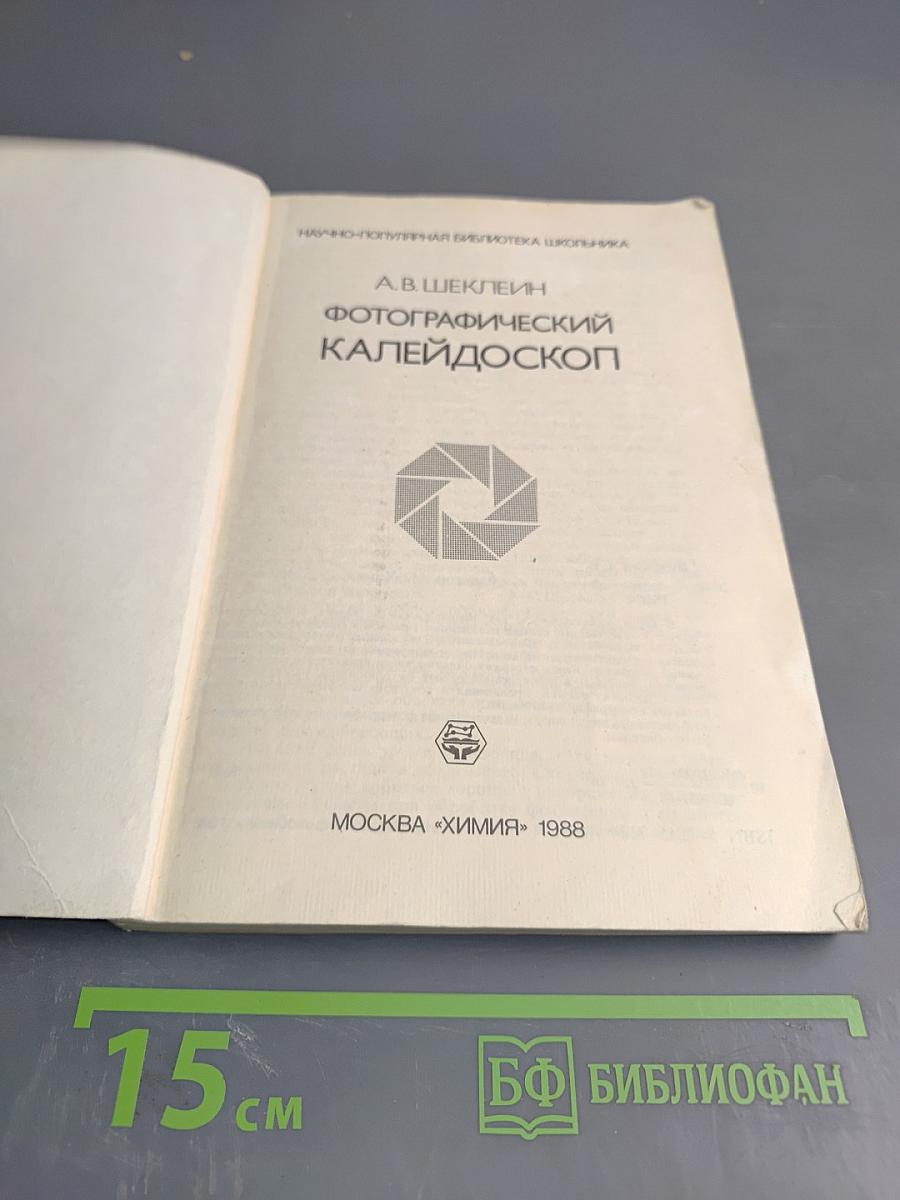 НАУЧНО-ПОПУЛЯРНАЯ БИБЛИОТЕКА ШКОЛЬНИКА
А. В. ШЕКЛЕИН
ФОТОГРАФИЧЕСКИЙ
КАЛЕЙДОСКОП
МОСКВА «ХИМИЯ» 1988
15 см
БФ БИБЛИОФАН